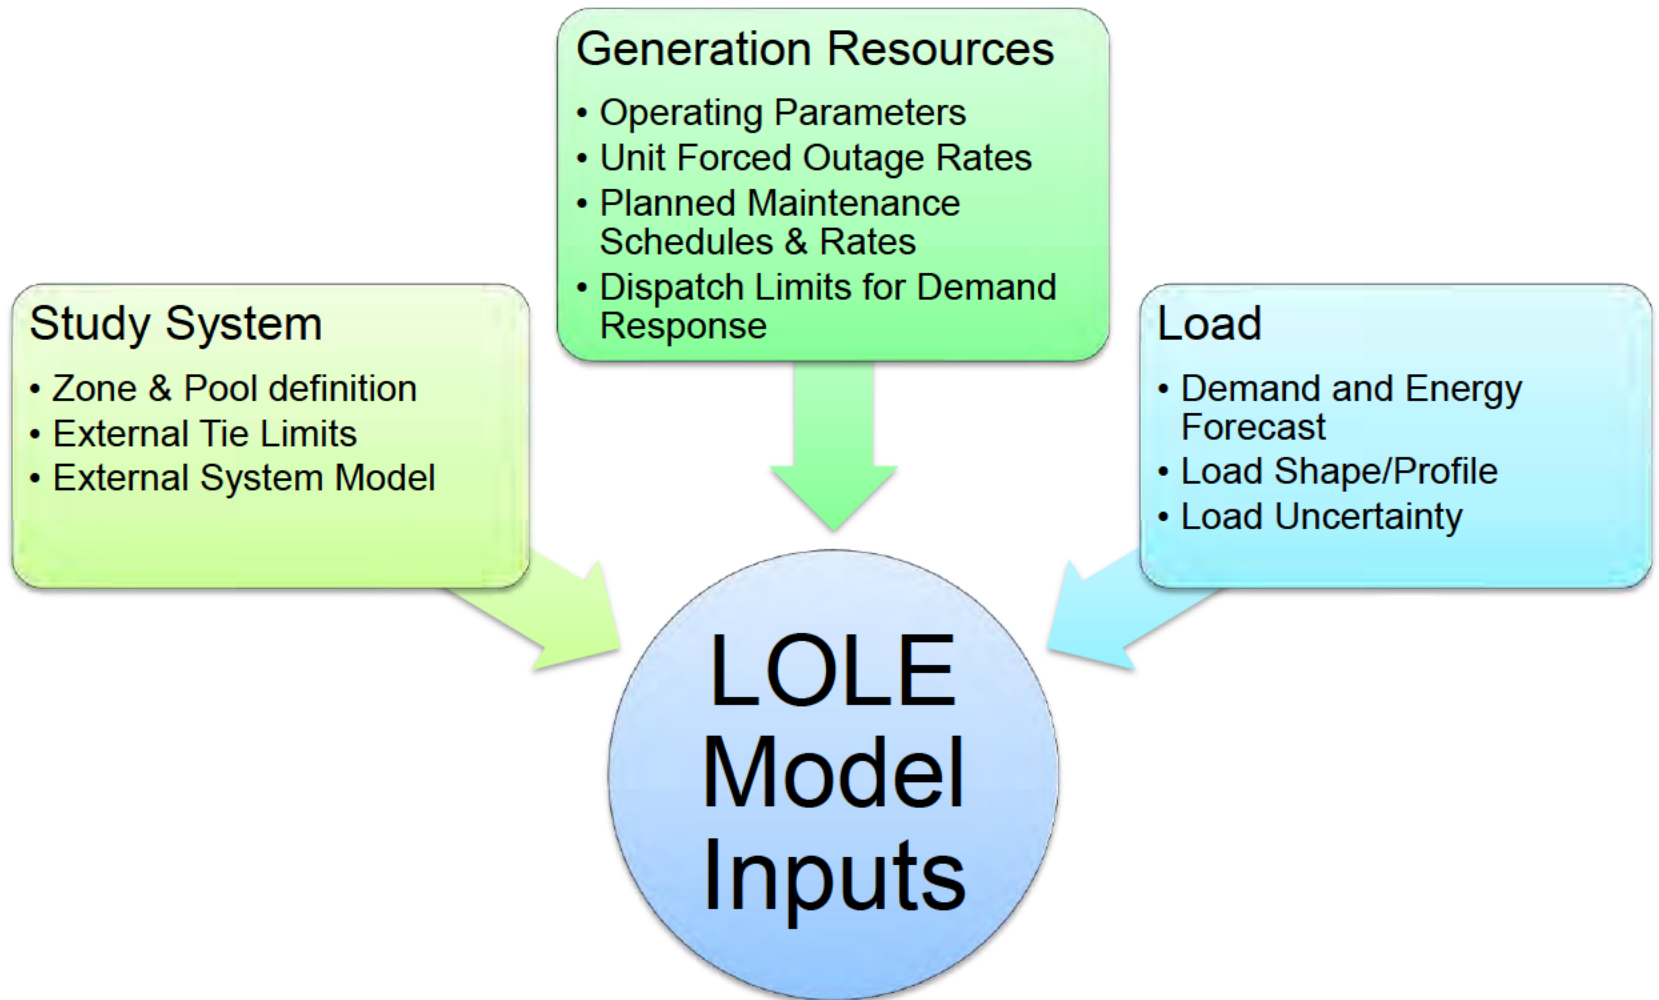 Generation Resources
• Operating Parameters
• Unit Forced Outage Rates
• Planned Maintenance
Schedules & Rates
• Dispatch Limits for Demand
Response
Study System
• Zone & Pool definition
• External Tie Limits
• External System Model
Load
• Demand and Energy
Forecast
• Load Shape/Profile
• Load Uncertainty
LOLE
Model
Inputs